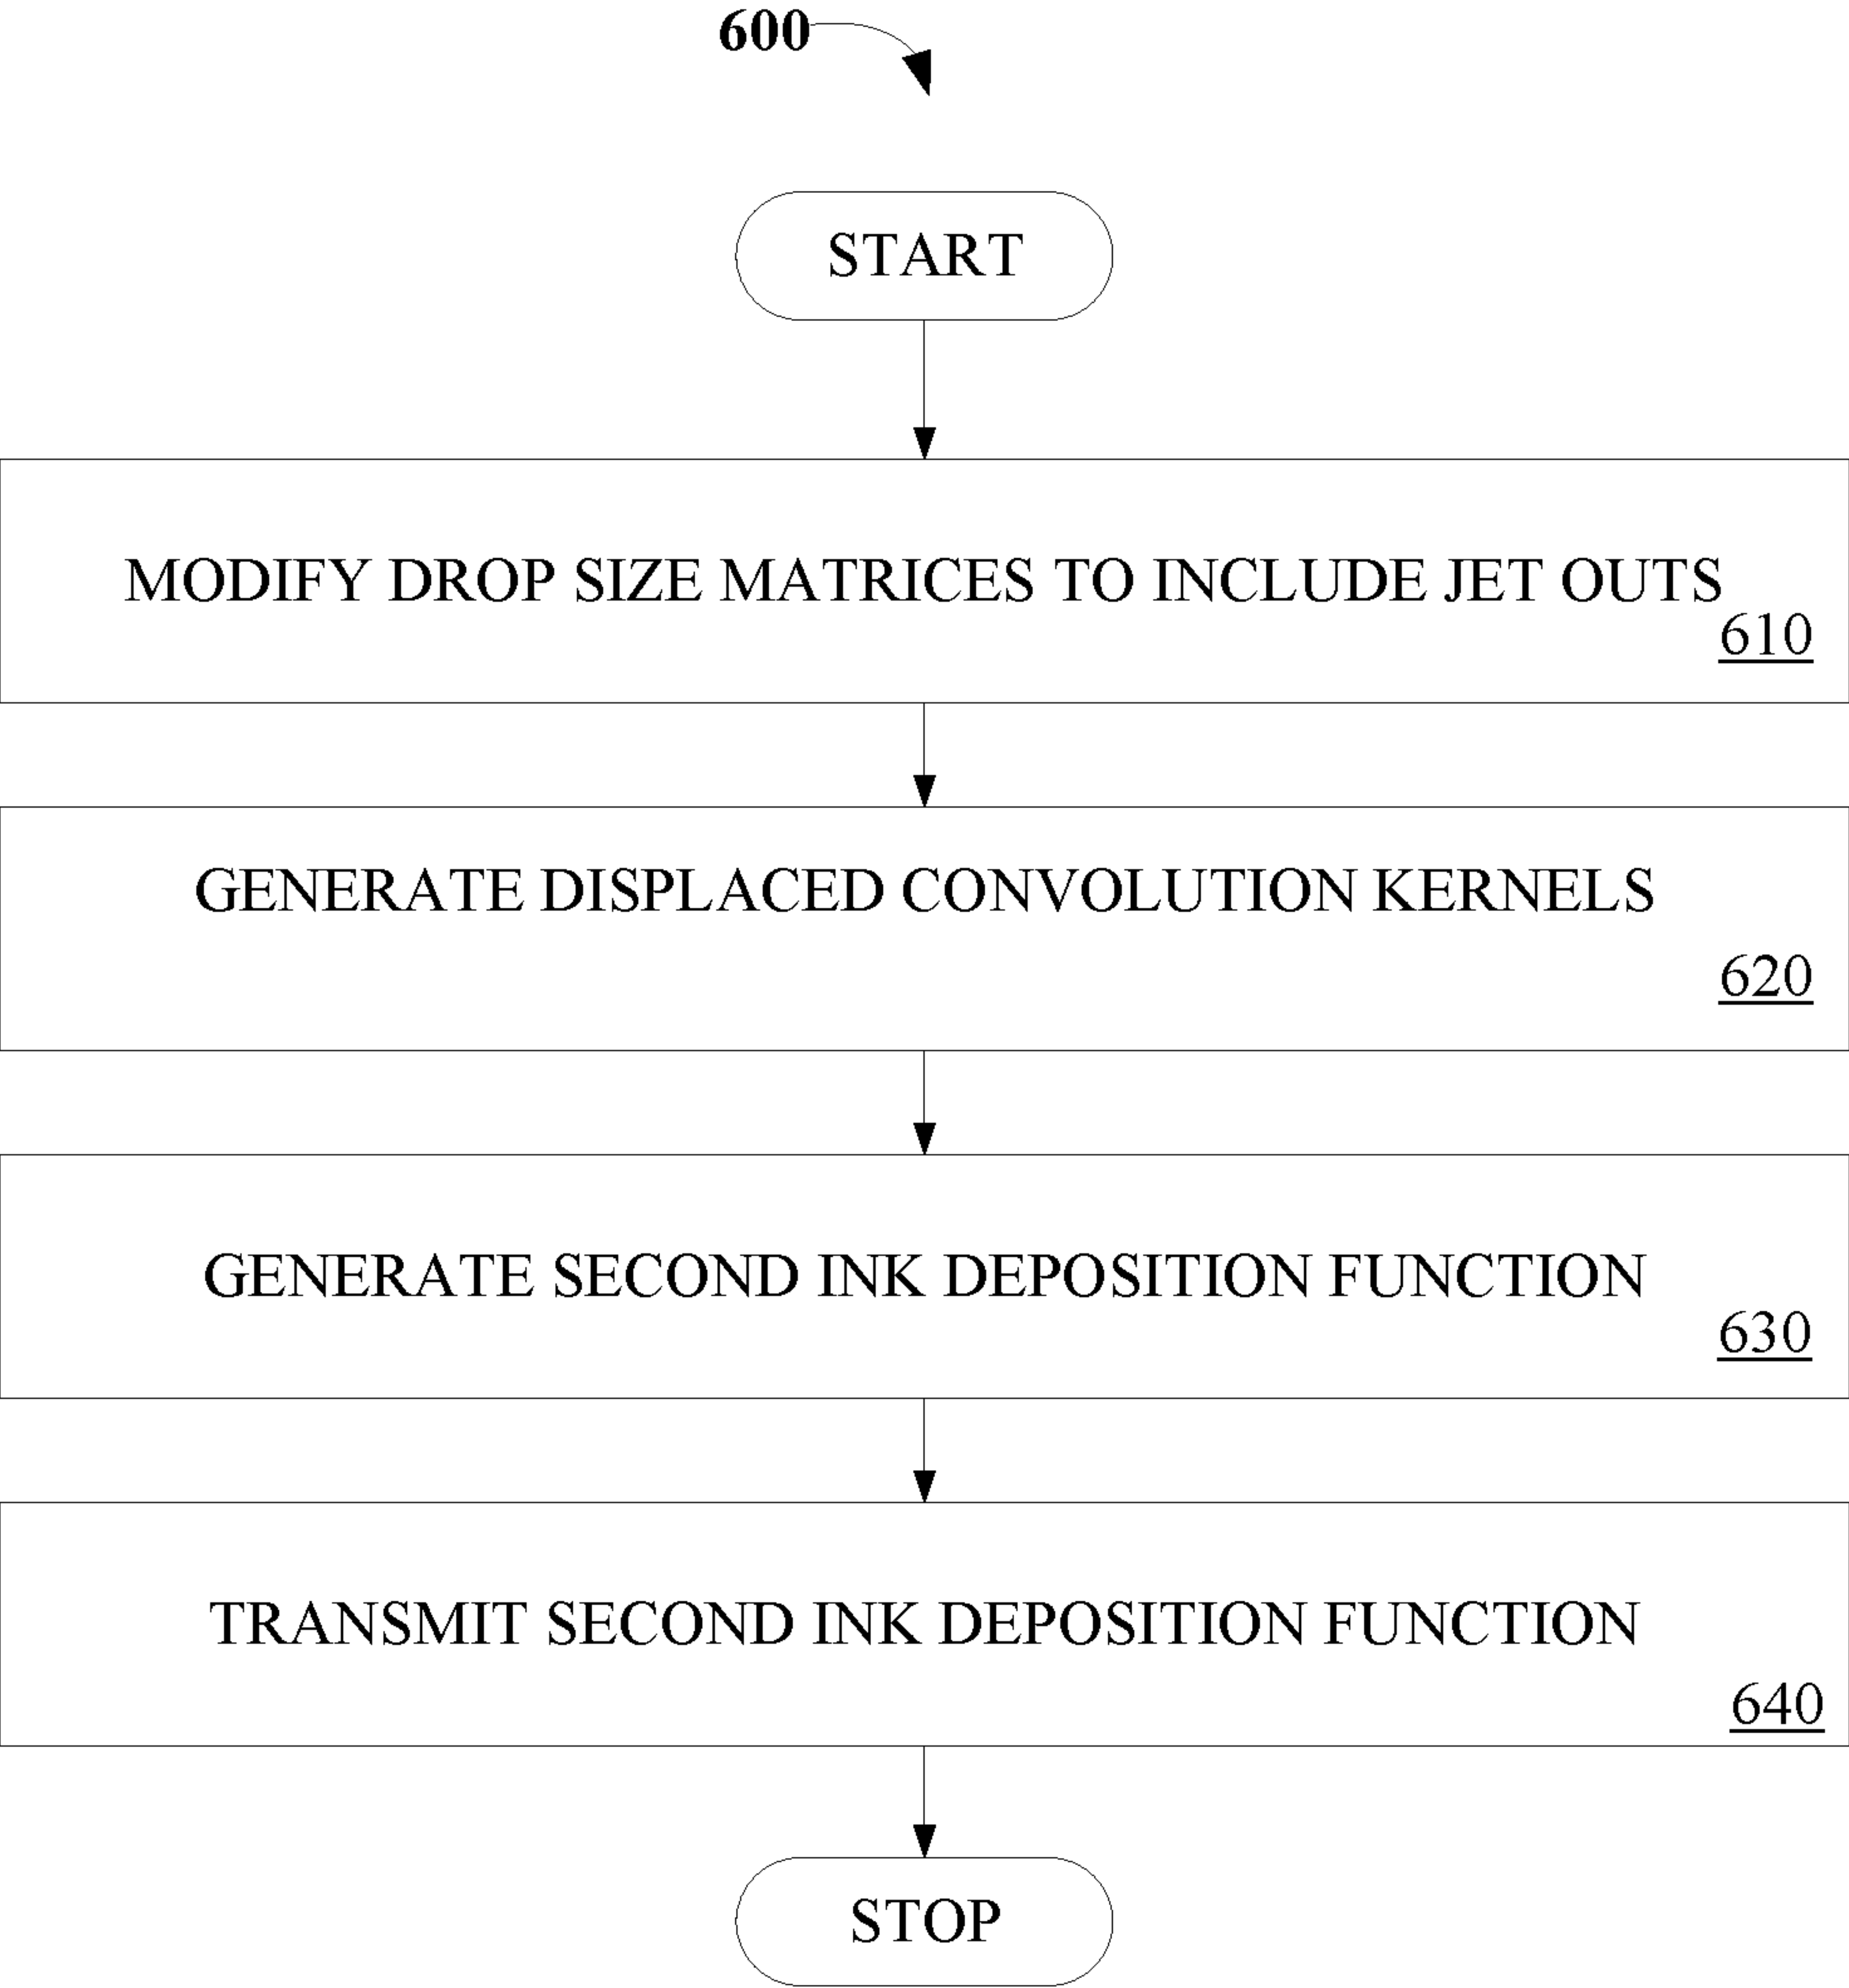 600
START
MODIFY DROP SIZE MATRICES TO INCLUDE JET OUTS
610
GENERATE DISPLACED CONVOLUTION KERNELS
620
GENERATE SECOND INK DEPOSITION FUNCTION
630
TRANSMIT SECOND INK DEPOSITION FUNCTION
640
STOP